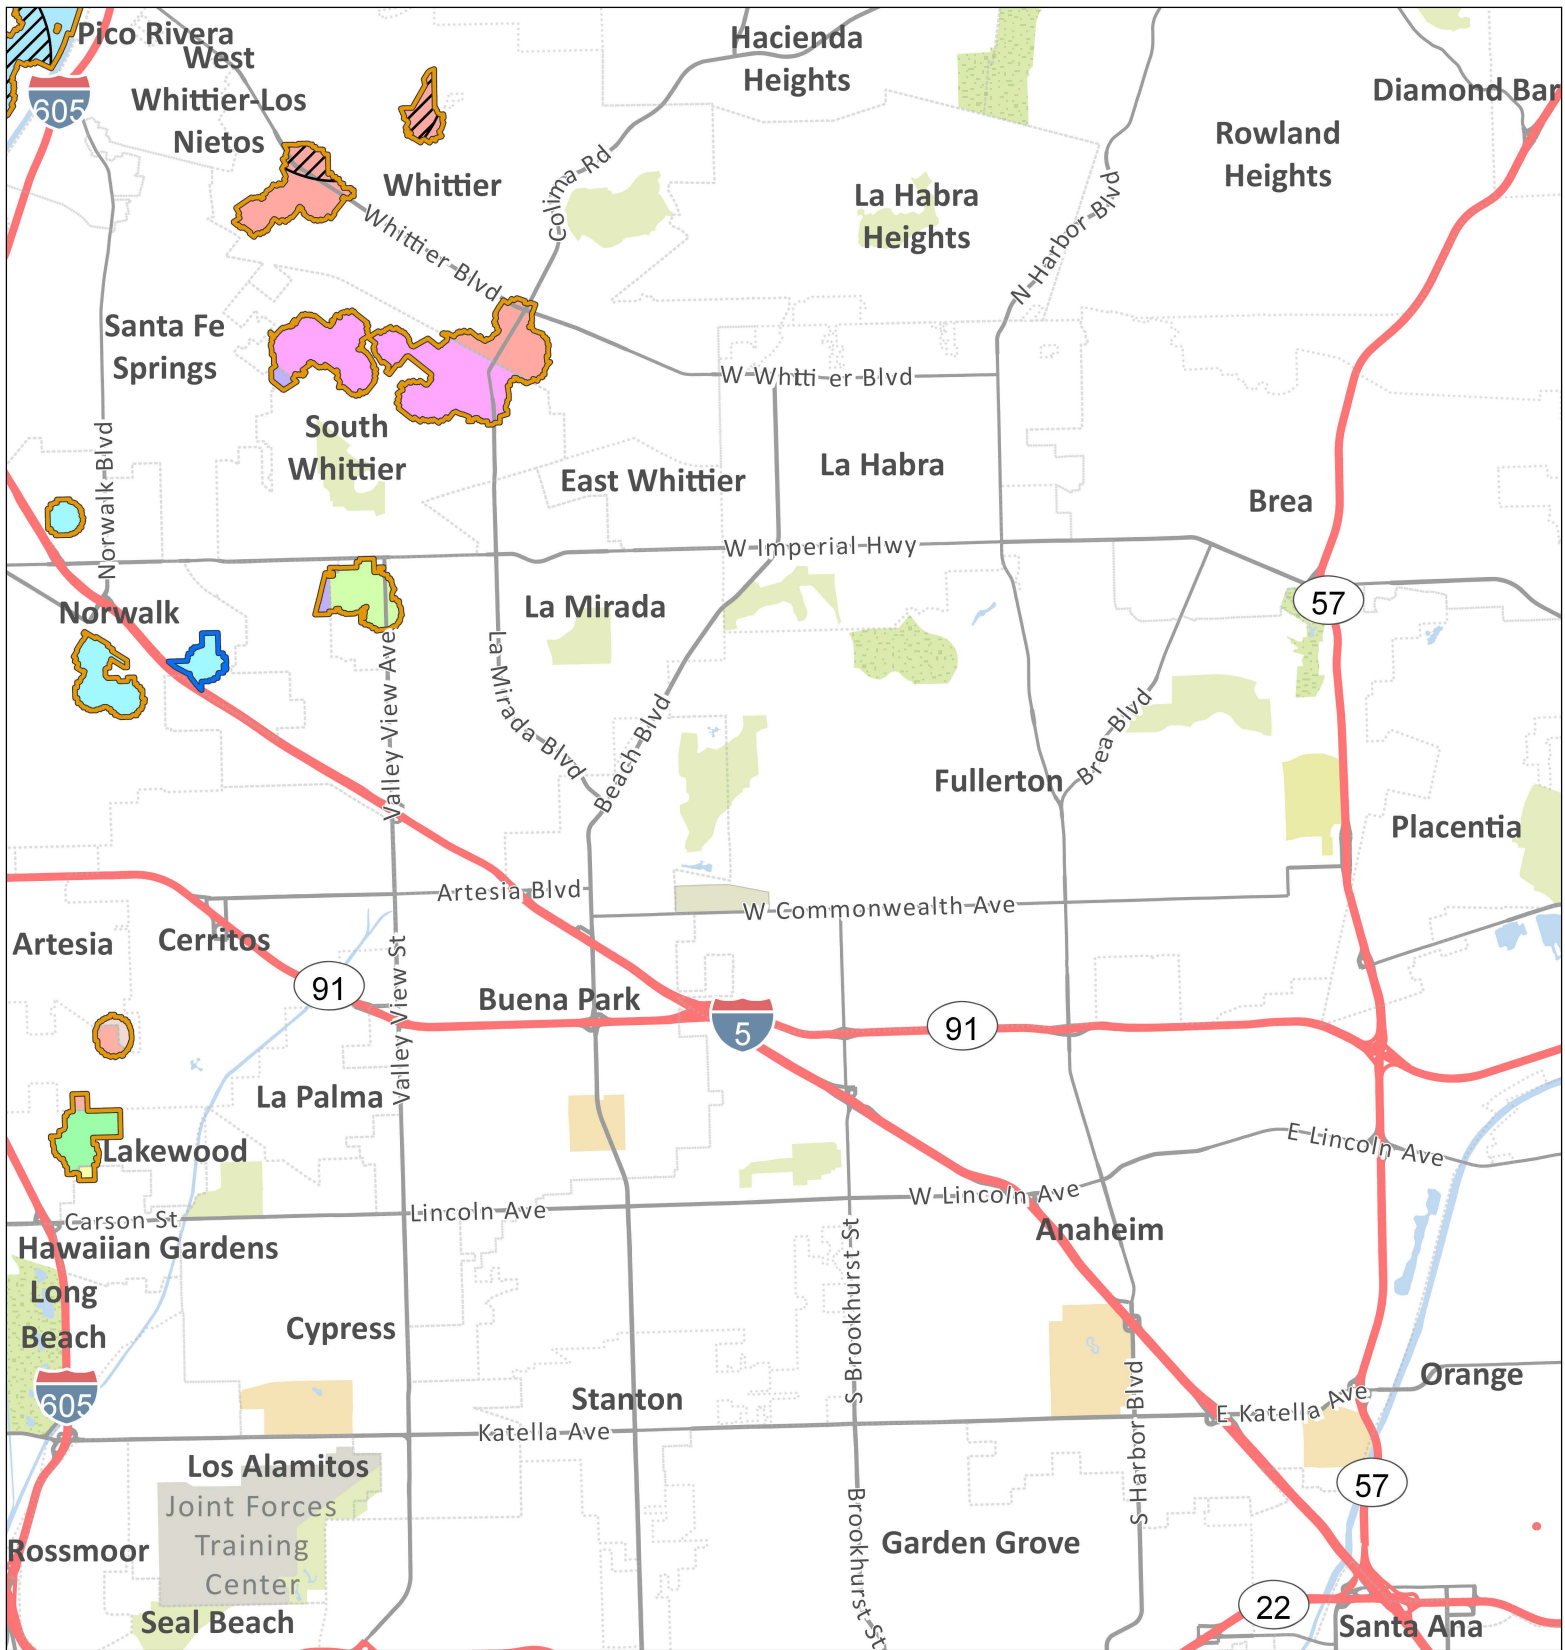 Pico Rivera
West
Whittier-Los
Nietos
605
Hacienda
Heights
Diamond Bar
Rowland
Heights
Whittier
Colima Rd
La Habra
Heights
N Harbor Blvd
Whittier Blvd
Santa Fe
Springs
W Whitti er Blvd
South
Whittier
Norwalk Blvd
East Whittier
La Habra
Brea
W Imperial Hwy
57
Norwalk
La Mirada
Valley View Ave
La Mirada Blvd
Beach Blvd
Brea Blvd
Fullerton
Placentia
Artesia Blvd
W Commonwealth Ave
Artesia
Cerritos
Valley View St
91
Buena Park
5
91
La Palma
Lakewood
E Lincoln Ave
W Lincoln Ave
Lincoln Ave
Carson St
Anaheim
Hawaiian Gardens
Long
Beach
S Brookhurst St
Cypress
605
Stanton
Orange
S Harbor Blvd
E Katella Ave
Katella Ave
Los Alamitos
57
Joint Forces
Training
Center
Brookhurst St
Garden Grove
Rossmoor
22
Seal Beach
Santa Ana